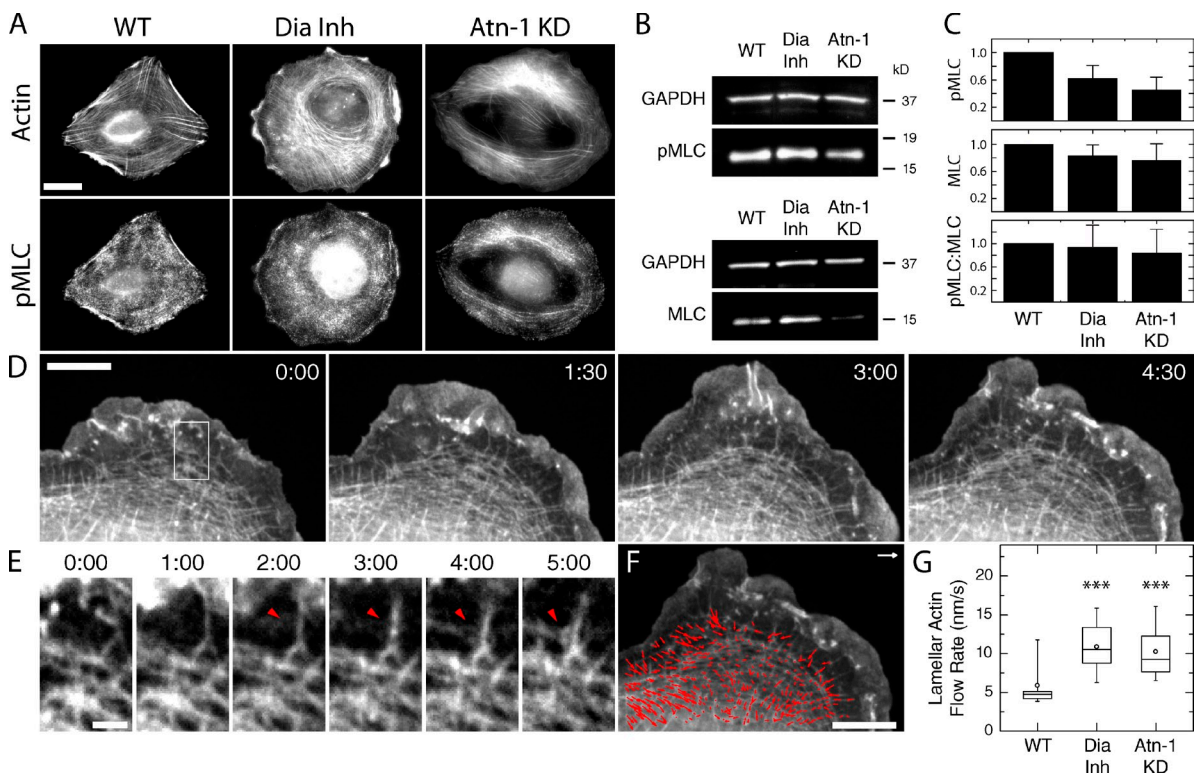 A
WT
Dia Inh
Atn-1 KD
Actin
pMLC
B
WT
Dia
Inh
Atn-1
KD
kD
GAPDH
37
pMLC
19
15
WT
Dia
Inh
Atn-1
KD
GAPDH
37
MLC
15
C
pMLC
1.0
0.6
0.2
MLC
1.0
0.6
0.2
pMLC:MLC
1.0
0.6
0.2
WT
Dia
Inh
Atn-1
KD
D
0:00
1:30
3:00
4:30
E
0:00
1:00
2:00
3:00
4:00
5:00
F
G
Lamellar Actin
Flow Rate (nm/s)
20
15
10
5
0
***
***
WT
Dia
Inh
Atn-1
KD